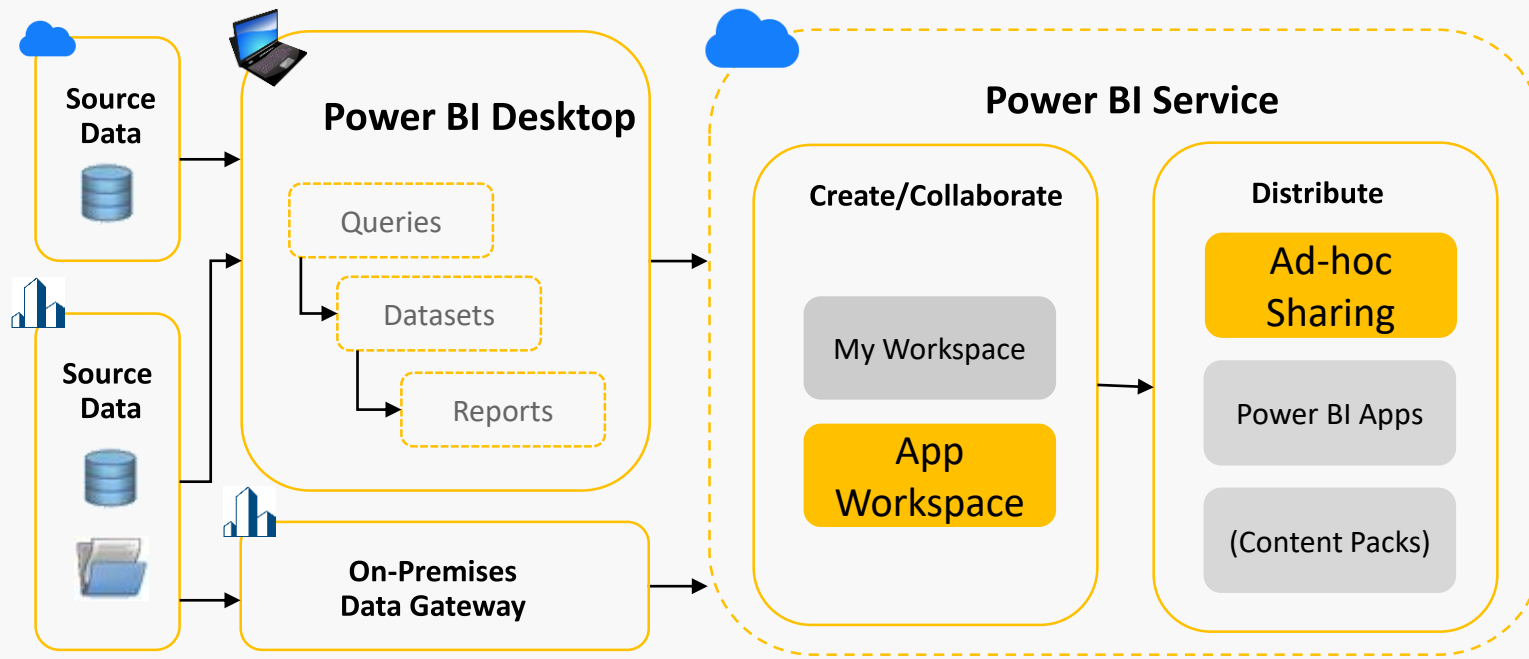 Source
Data
Source
Data
Power BI Desktop
Queries
Datasets
Reports
On-Premises
Data Gateway
Power BI Service
Create/Collaborate
My Workspace
App
Workspace
Distribute
Ad-hoc
Sharing
Power BI Apps
(Content Packs)